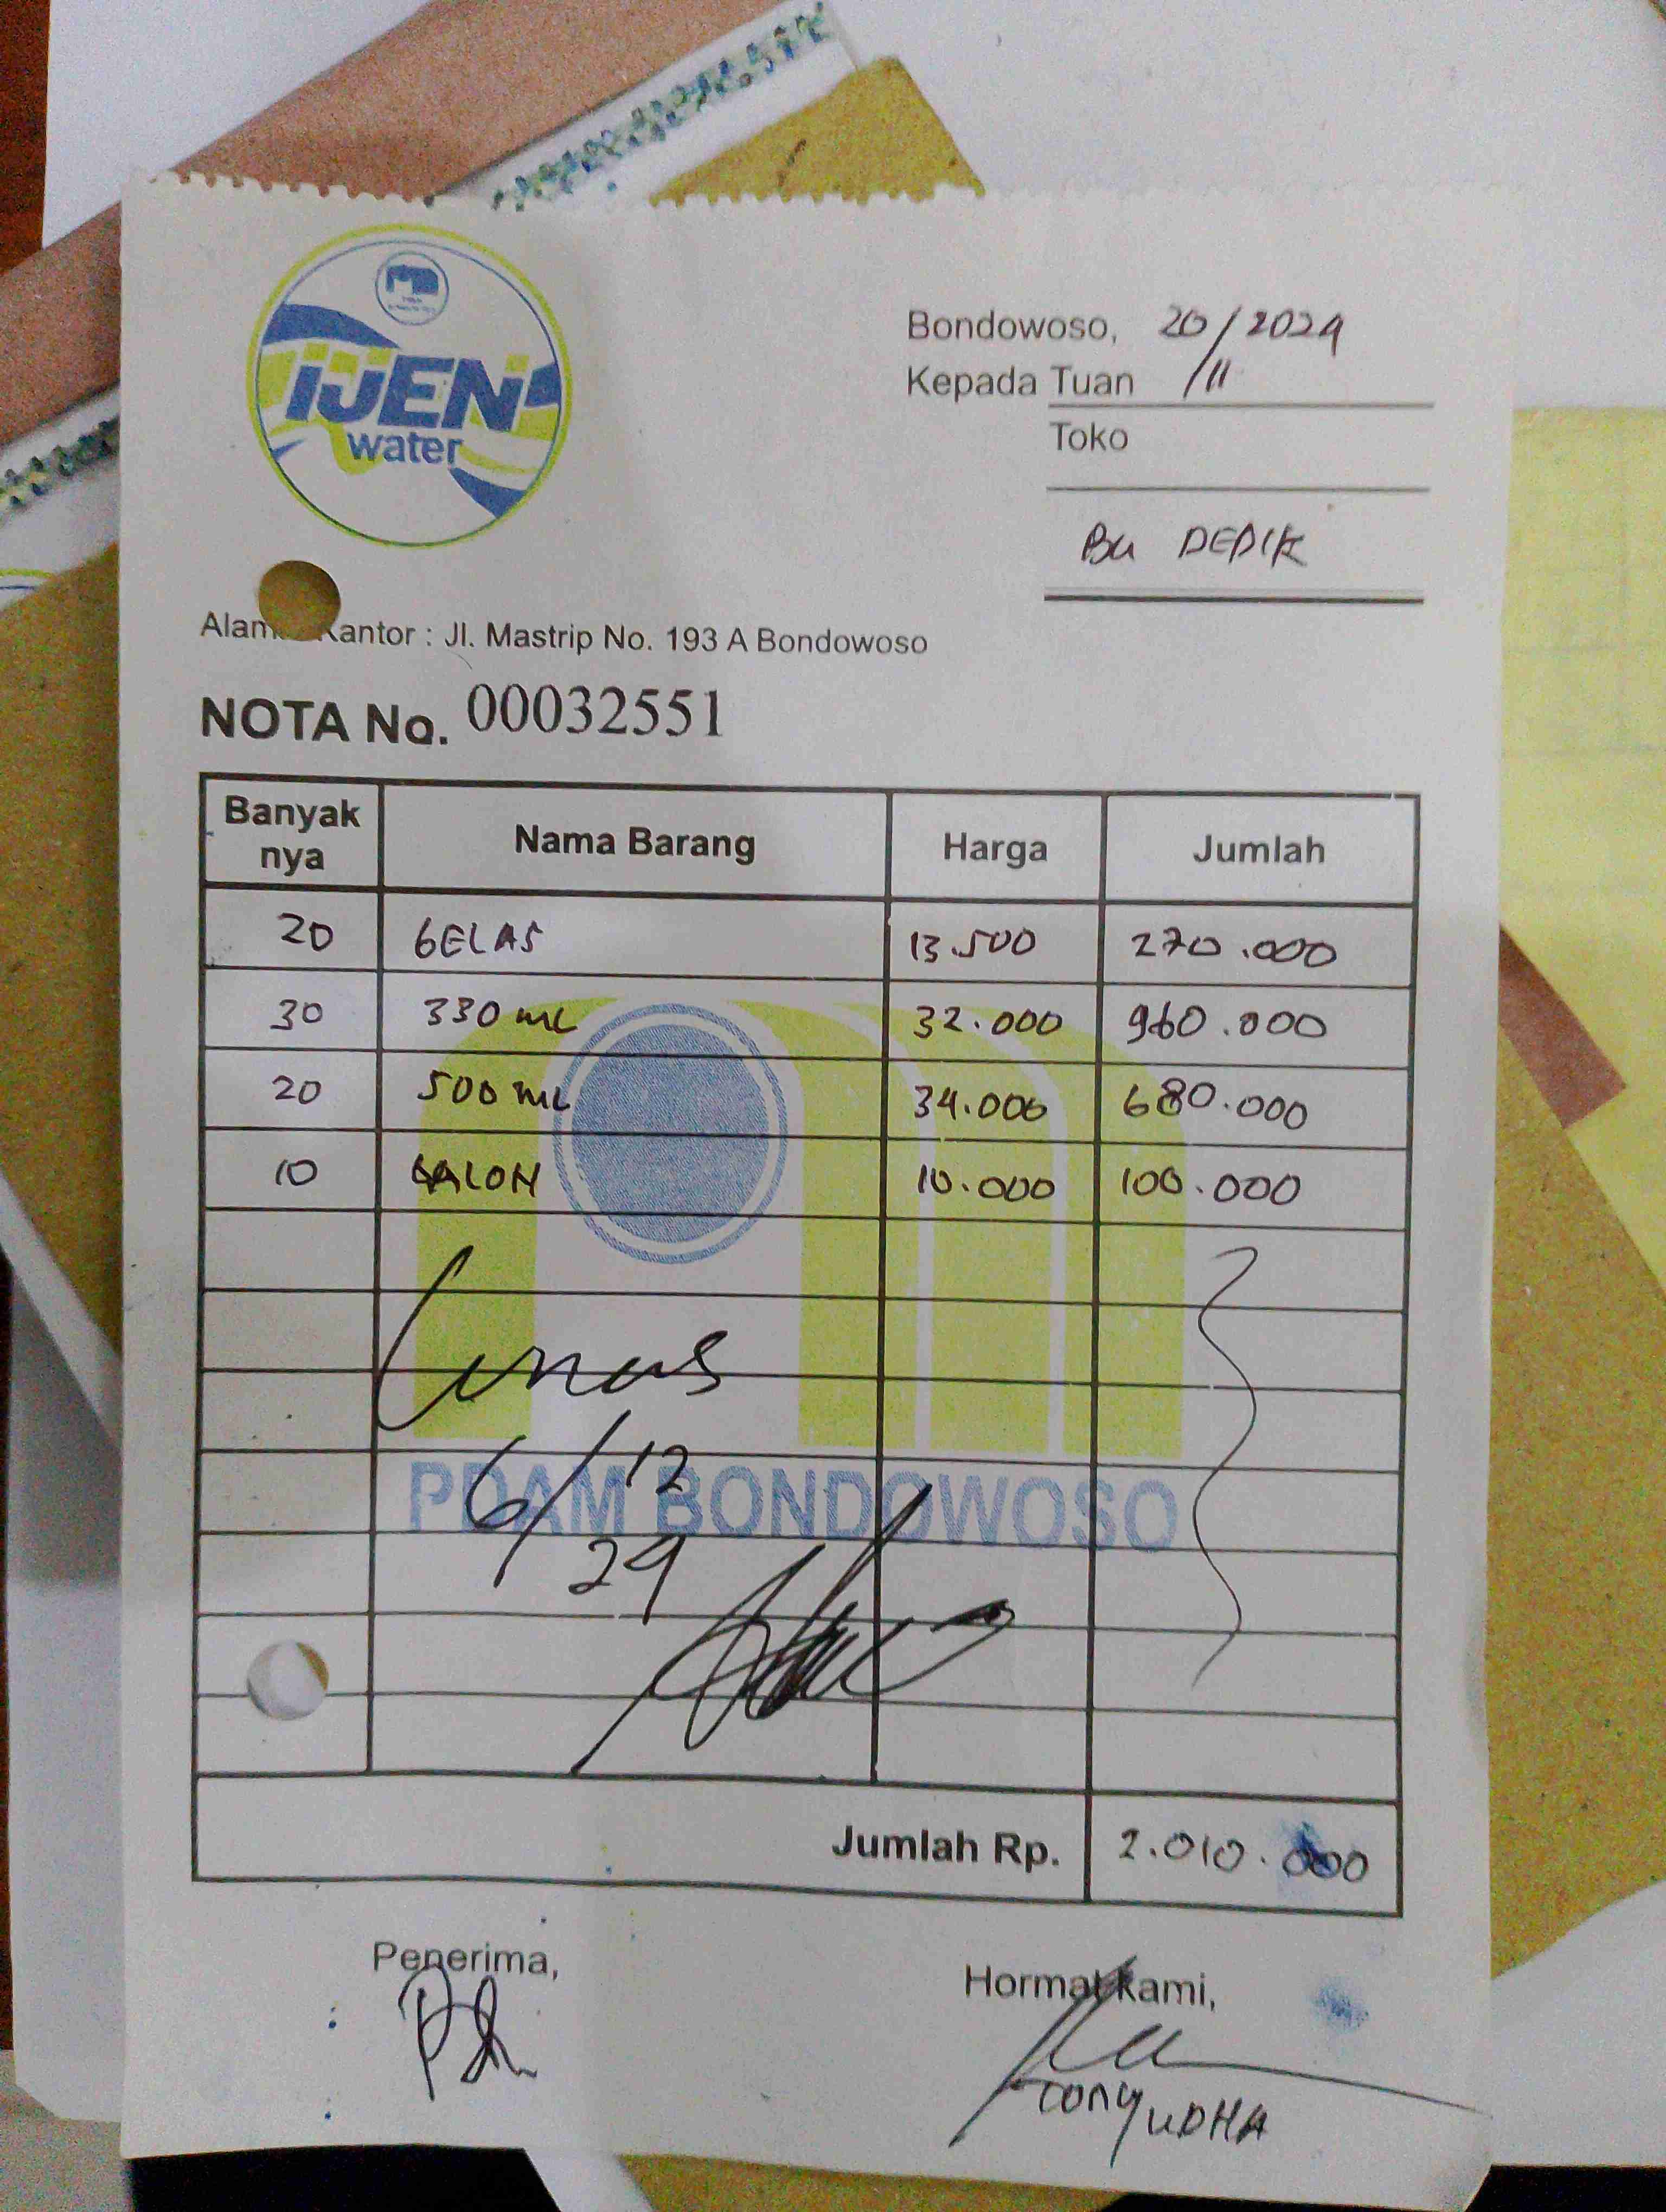 IJEN
water
Bondowoso, 20/11/2024
Kepada Tuan
Toko
Bu DEDIK
Alam Kantor : Jl. Mastrip No. 193 A Bondowoso
NOTA No. 00032551
Banyak nya Nama Barang Harga Jumlah
20 GELAS 13.500 270.000
30 330 ML 32.000 960.000
20 500 ML 34.000 680.000
10 GALON 10.000 100.000
Lunas
6/12
24
PDAM BONDOWOSO
Jumlah Rp. 2.010.000
Penerima,
Hormat kami,
UDHA